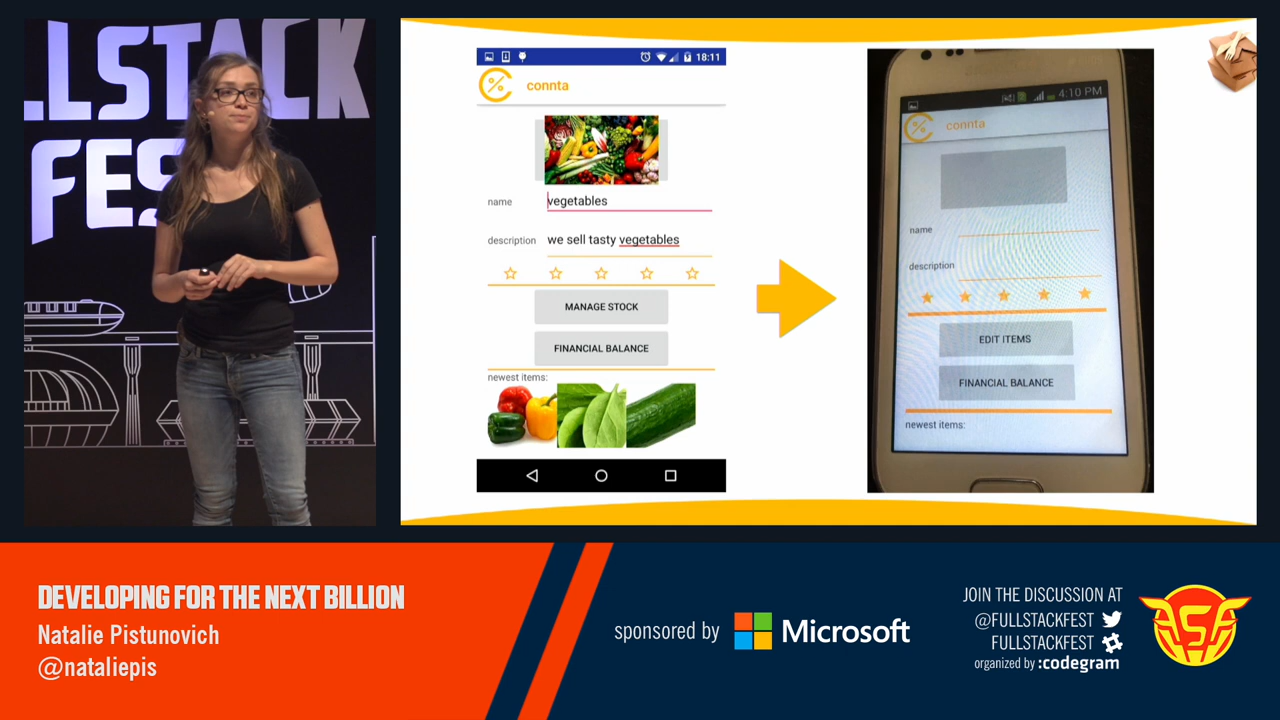 LLSTACK
FES
18:11
connta
name
vegetables
description
we sell tasty vegetables
MANAGE STOCK
FINANCIAL BALANCE
newest items:
4:10 PM
connta
name
description
EDIT ITEMS
FINANCIAL BALANCE
newest items:
DEVELOPING FOR THE NEXT BILLION
Natalie Pistunovich
@nataliepis
sponsored by
Microsoft
JOIN THE DISCUSSION AT
@FULLSTACKFEST
FULLSTACKFEST
organized by :codegram
FSF